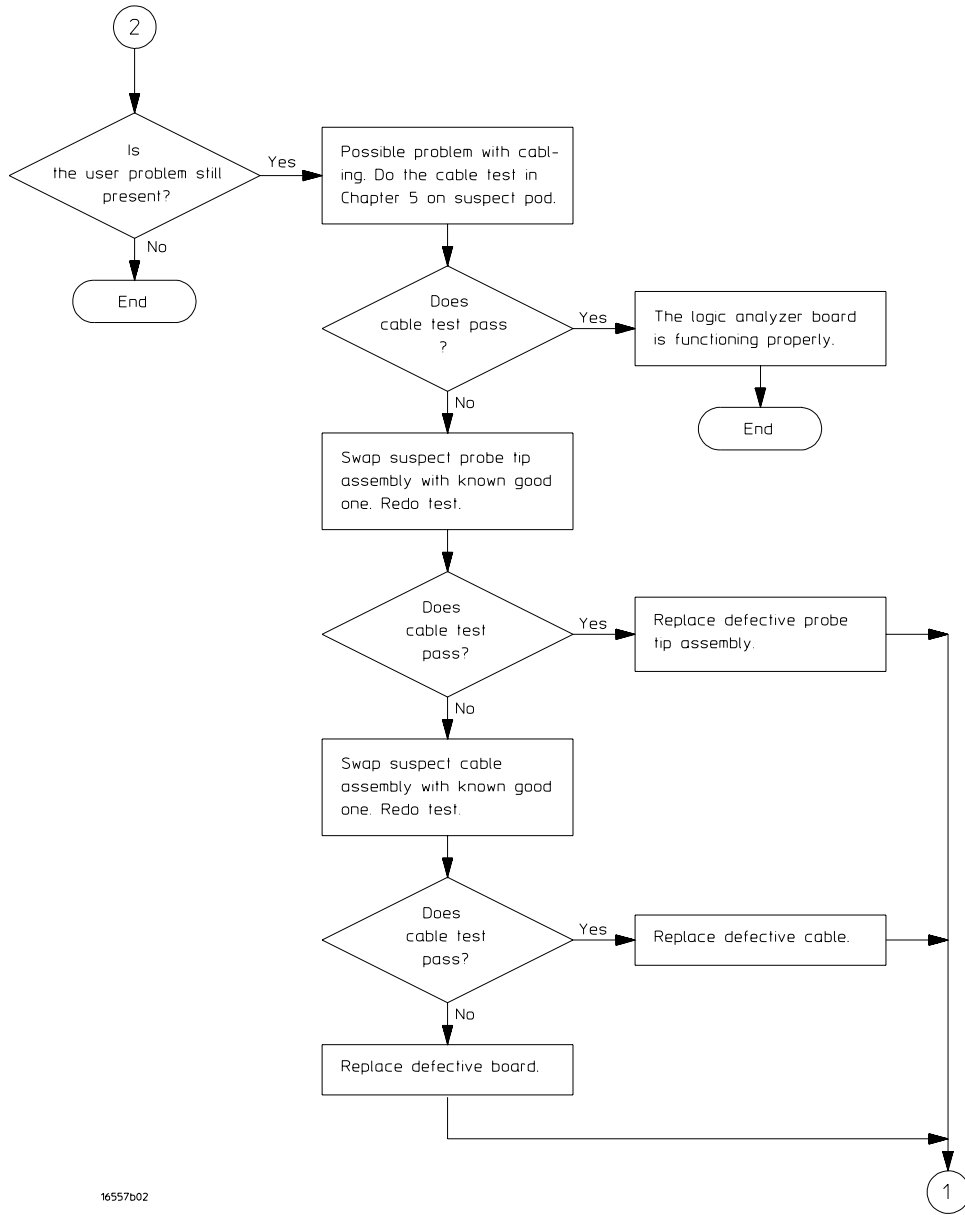 2
Is
the user problem still
present?
Yes
No
End
Possible problem with cabl-
ing. Do the cable test in
Chapter 5 on suspect pod.
Does
cable test pass
?
Yes
No
The logic analyzer board
is functioning properly.
End
Swap suspect probe tip
assembly with known good
one. Redo test.
Does
cable test
pass?
Yes
No
Replace defective probe
tip assembly.
Swap suspect cable
assembly with known good
one. Redo test.
Does
cable test
pass?
Yes
No
Replace defective cable.
Replace defective board.
1
16557b02